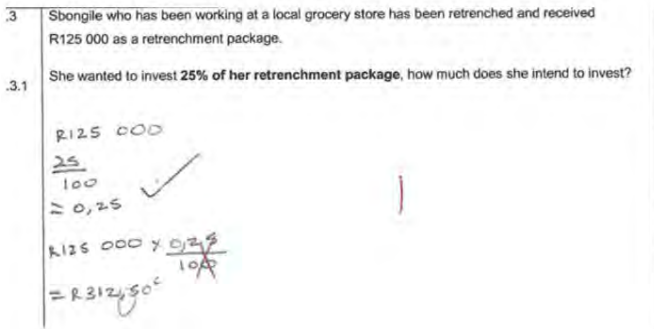 .3 Sbongile who has been working at a local grocery store has been retrenched and received
R125 000 as a retrenchment package.
.3.1 She wanted to invest 25% of her retrenchment package, how much does she intend to invest?
R125 000
25
100
= 0,25
R125 000 x 0,25
100
= R312,50c